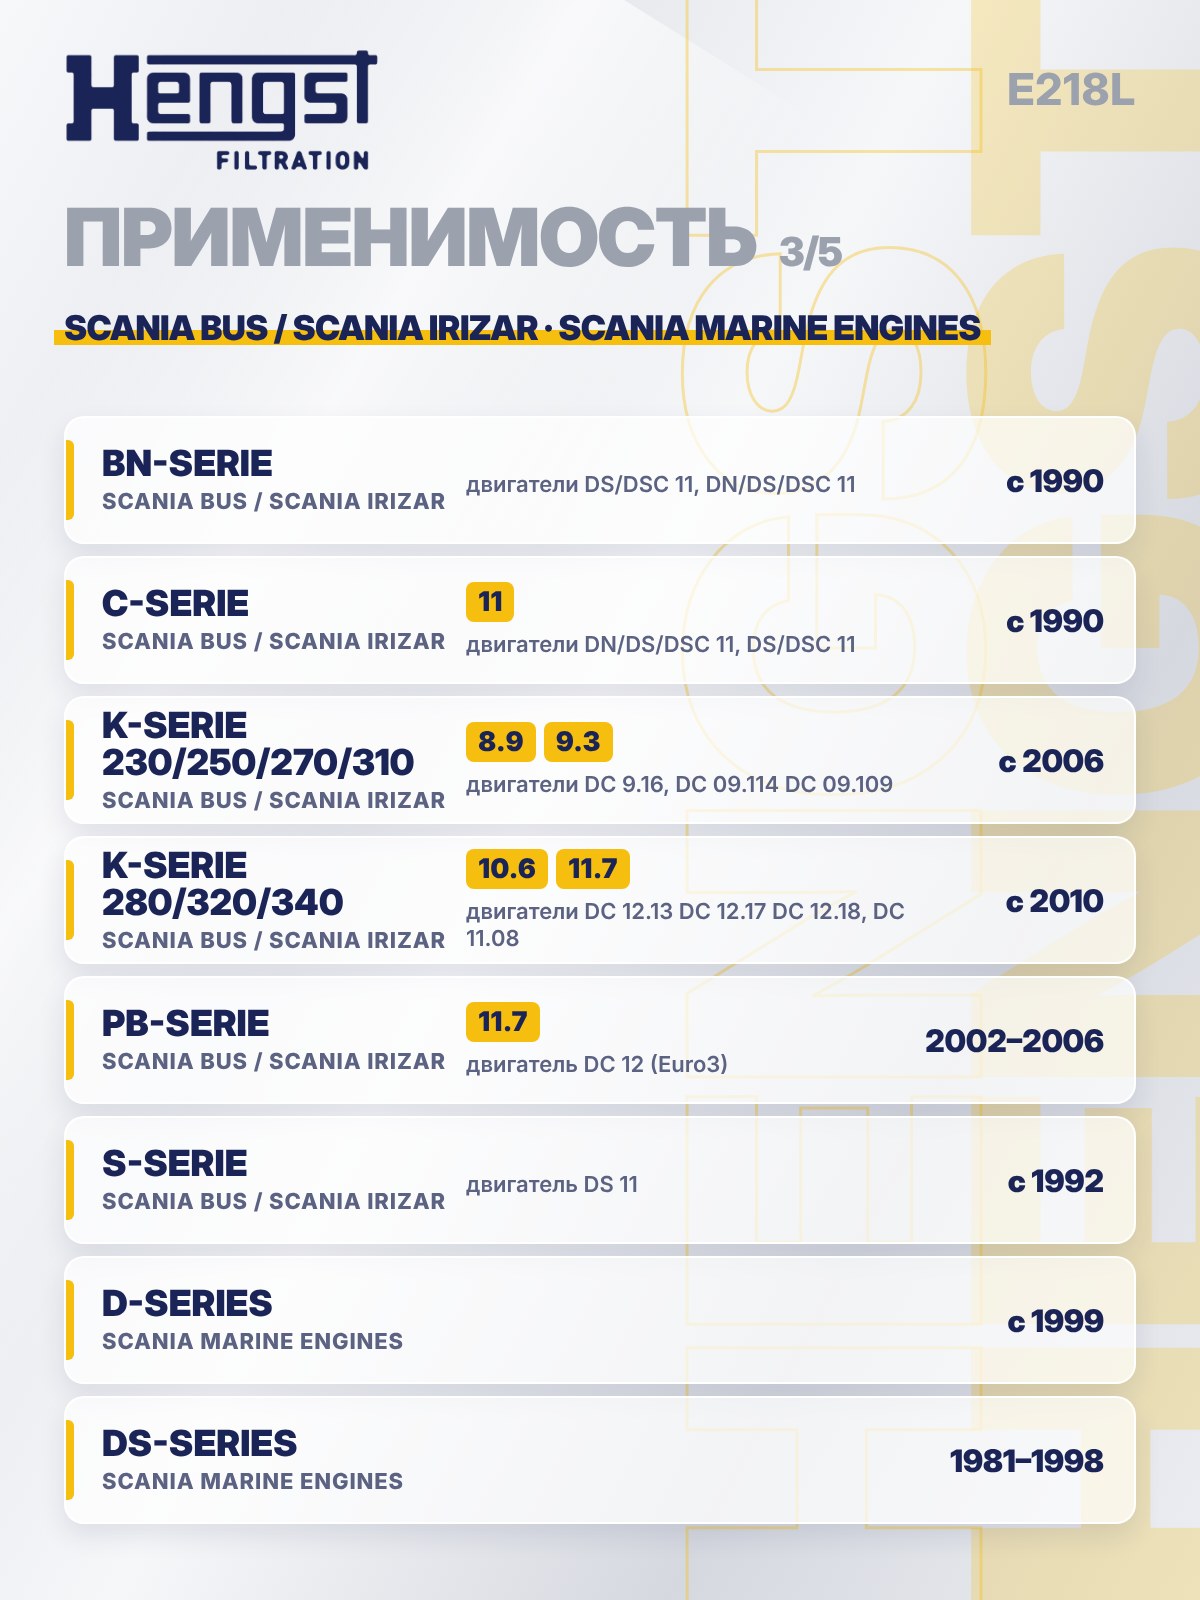 Hengst
FILTRATION
E218L
ПРИМЕНИМОСТЬ 3/5
SCANIA BUS / SCANIA IRIZAR · SCANIA MARINE ENGINES
BN-SERIE
SCANIA BUS / SCANIA IRIZAR
двигатели DS/DSC 11, DN/DS/DSC 11
с 1990
C-SERIE
SCANIA BUS / SCANIA IRIZAR
11
двигатели DN/DS/DSC 11, DS/DSC 11
с 1990
K-SERIE
230/250/270/310
SCANIA BUS / SCANIA IRIZAR
8.9 9.3
двигатели DC 9.16, DC 09.114 DC 09.109
с 2006
K-SERIE
280/320/340
SCANIA BUS / SCANIA IRIZAR
10.6 11.7
двигатели DC 12.13 DC 12.17 DC 12.18, DC
11.08
с 2010
PB-SERIE
SCANIA BUS / SCANIA IRIZAR
11.7
двигатель DC 12 (Euro3)
2002–2006
S-SERIE
SCANIA BUS / SCANIA IRIZAR
двигатель DS 11
с 1992
D-SERIES
SCANIA MARINE ENGINES
с 1999
DS-SERIES
SCANIA MARINE ENGINES
1981–1998
HENGST
HENGST